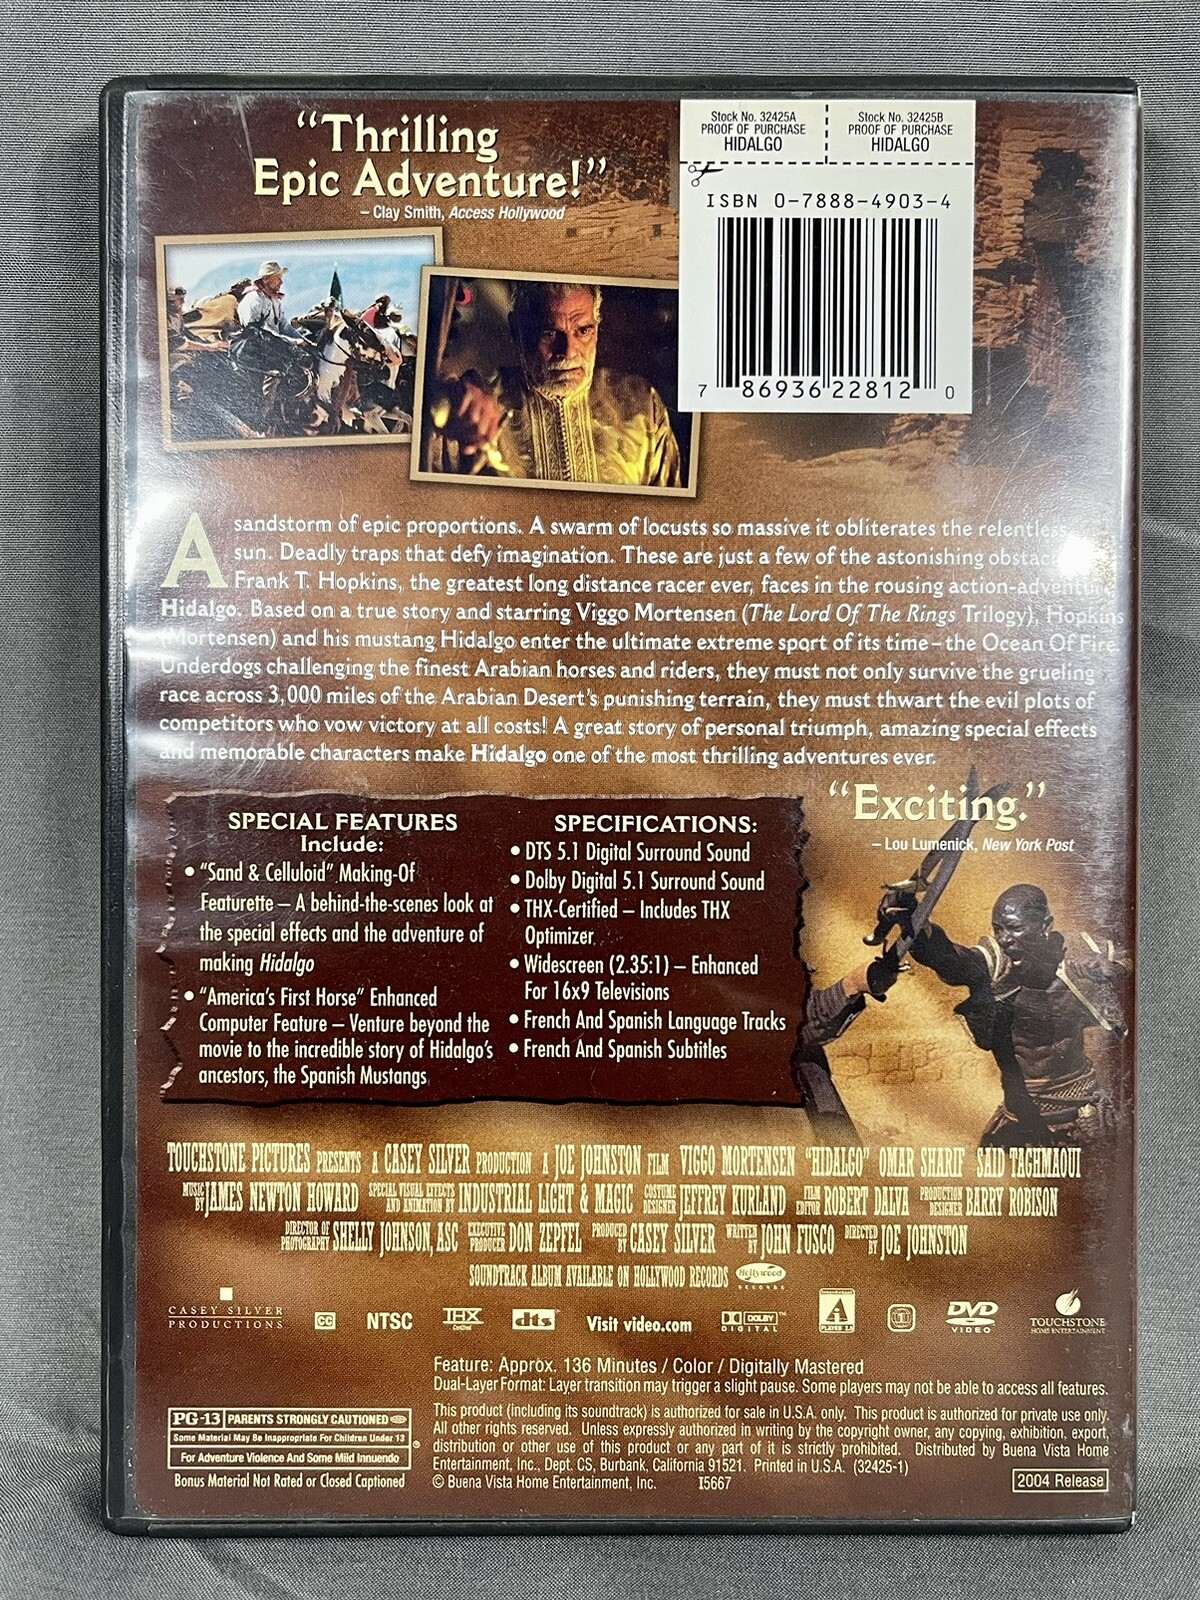 “Thrilling
Epic Adventure!”
– Clay Smith, Access Hollywood
Stock No. 32425A
PROOF OF PURCHASE
HIDALGO
Stock No. 32425B
PROOF OF PURCHASE
HIDALGO
ISBN 0-7888-4903-4
7 86936 22812 0
A sandstorm of epic proportions. A swarm of locusts so massive it obliterates the relentless
sun. Deadly traps that defy imagination. These are just a few of the astonishing
Frank T. Hopkins, the greatest long distance racer ever, faces in the rousing action-adventure
Hidalgo. Based on a true story and starring Viggo Mortensen (The Lord Of The Rings Trilogy), Hopkins
(Mortensen) and his mustang Hidalgo enter the ultimate extreme sport of its time – the Ocean Of Fire.
Underdogs challenging the finest Arabian horses and riders, they must not only survive the grueling
race across 3,000 miles of the Arabian Desert's punishing terrain, they must thwart the evil plots of
competitors who vow victory at all costs! A great story of personal triumph, amazing special effects
and memorable characters make Hidalgo one of the most thrilling adventures ever.
“Exciting.”
– Lou Lumenick, New York Post
SPECIAL FEATURES
Include:
• “Sand & Celluloid” Making-Of
Featurette – A behind-the-scenes look at
the special effects and the adventure of
making Hidalgo
• “America's First Horse” Enhanced
Computer Feature – Venture beyond the
movie to the incredible story of Hidalgo's
ancestors, the Spanish Mustangs
SPECIFICATIONS:
• DTS 5.1 Digital Surround Sound
• Dolby Digital 5.1 Surround Sound
• THX-Certified – Includes THX
Optimizer
• Widescreen (2.35:1) – Enhanced
For 16x9 Televisions
• French And Spanish Language Tracks
• French And Spanish Subtitles
TOUCHSTONE PICTURES PRESENTS A CASEY SILVER PRODUCTION A JOE JOHNSTON FILM VIGGO MORTENSEN “HIDALGO” OMAR SHARIF SAID TAGHMAOUI
MUSIC BY JAMES NEWTON HOWARD SPECIAL VISUAL EFFECTS AND ANIMATION BY INDUSTRIAL LIGHT & MAGIC COSTUME DESIGNER JEFFREY KURLAND FILM EDITOR ROBERT DALVA PRODUCTION DESIGNER BARRY ROBISON
DIRECTOR OF PHOTOGRAPHY SHELLY JOHNSON, ASC EXECUTIVE PRODUCER DON ZEPFEL PRODUCED BY CASEY SILVER WRITTEN BY JOHN FUSCO DIRECTED BY JOE JOHNSTON
SOUNDTRACK ALBUM AVAILABLE ON HOLLYWOOD RECORDS Hollywood RECORDS
CASEY SILVER
PRODUCTIONS
CC
NTSC
THX
dts
Visit video.com
DOLBY
DIGITAL
DVD
VIDEO
TOUCHSTONE
HOME ENTERTAINMENT
Feature: Approx. 136 Minutes / Color / Digitally Mastered
Dual-Layer Format: Layer transition may trigger a slight pause. Some players may not be able to access all features.
PG-13 PARENTS STRONGLY CAUTIONED
Some Material May Be Inappropriate For Children Under 13
For Adventure Violence And Some Mild Innuendo
Bonus Material Not Rated or Closed Captioned
This product (including its soundtrack) is authorized for sale in U.S.A. only. This product is authorized for private use only.
All other rights reserved. Unless expressly authorized in writing by the copyright owner, any copying, exhibition, export,
distribution or other use of this product or any part of it is strictly prohibited. Distributed by Buena Vista Home
Entertainment, Inc., Dept. CS, Burbank, California 91521. Printed in U.S.A. (32425-1)
© Buena Vista Home Entertainment, Inc. I5667
2004 Release